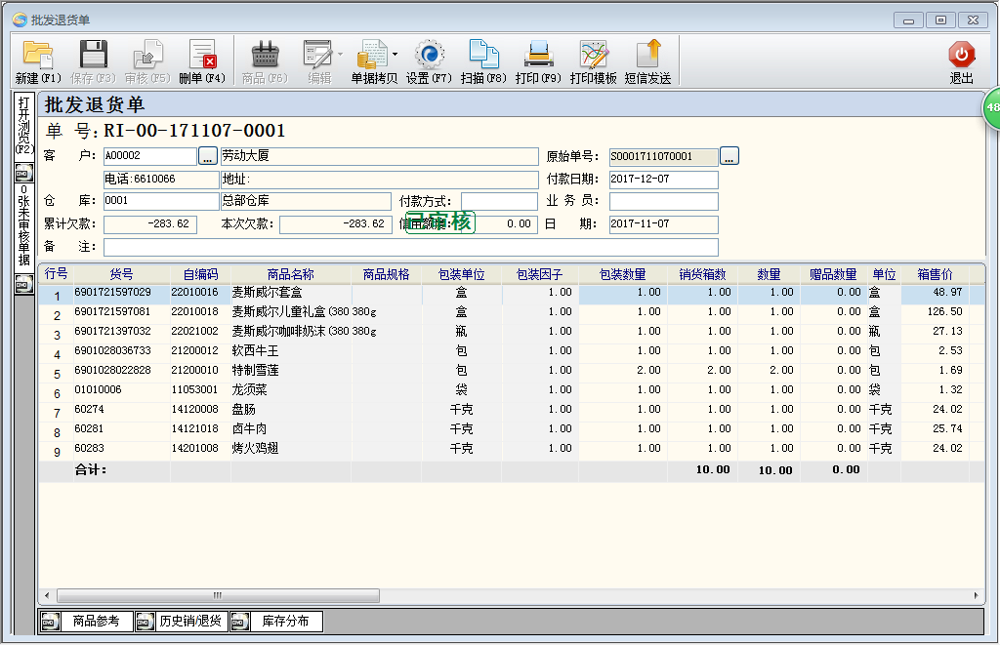 批发退货单
新建(F1) 保存(F3) 审核(F5) 删单(F4) 商品(F6) 编辑 单据拷贝 设置(F7) 扫描(F8) 打印(F9) 打印模板 短信发送 退出
打开浏览(F2)
0张未审核单据
48
批发退货单
单 号: RI-00-171107-0001
客 户: A00002 ... 劳动大厦 原始单号: S0001711070001 ...
电话:6610066 地址: 付款日期: 2017-12-07
仓 库: 0001 总部仓库 付款方式: 业 务 员:
累计欠款: -283.62 本次欠款: -283.62 信用额度: 0.00 日 期: 2017-11-07
已审核
备 注:
行号 货号 自编码 商品名称 商品规格 包装单位 包装因子 包装数量 销货箱数 数量 赠品数量 单位 箱售价
1 6901721597029 22010016 麦斯威尔套盒 盒 1.00 1.00 1.00 1.00 0.00 盒 48.97
2 6901721597081 22010018 麦斯威尔儿童礼盒(380 380g 盒 1.00 1.00 1.00 1.00 0.00 盒 126.50
3 6901721397032 22021002 麦斯威尔咖啡奶沫(380 380g 瓶 1.00 1.00 1.00 1.00 0.00 瓶 27.13
4 6901028036733 21200012 软西牛王 包 1.00 1.00 1.00 1.00 0.00 包 2.53
5 6901028022828 21200010 特制雪莲 包 1.00 2.00 2.00 2.00 0.00 包 1.69
6 01010006 11053001 龙须菜 袋 1.00 1.00 1.00 1.00 0.00 袋 1.32
7 60274 14120008 盘肠 千克 1.00 1.00 1.00 1.00 0.00 千克 24.02
8 60281 14121018 卤牛肉 千克 1.00 1.00 1.00 1.00 0.00 千克 25.74
9 60283 14201008 烤火鸡翅 千克 1.00 1.00 1.00 1.00 0.00 千克 24.02
合计: 10.00 10.00 0.00
商品参考 历史销/退货 库存分布